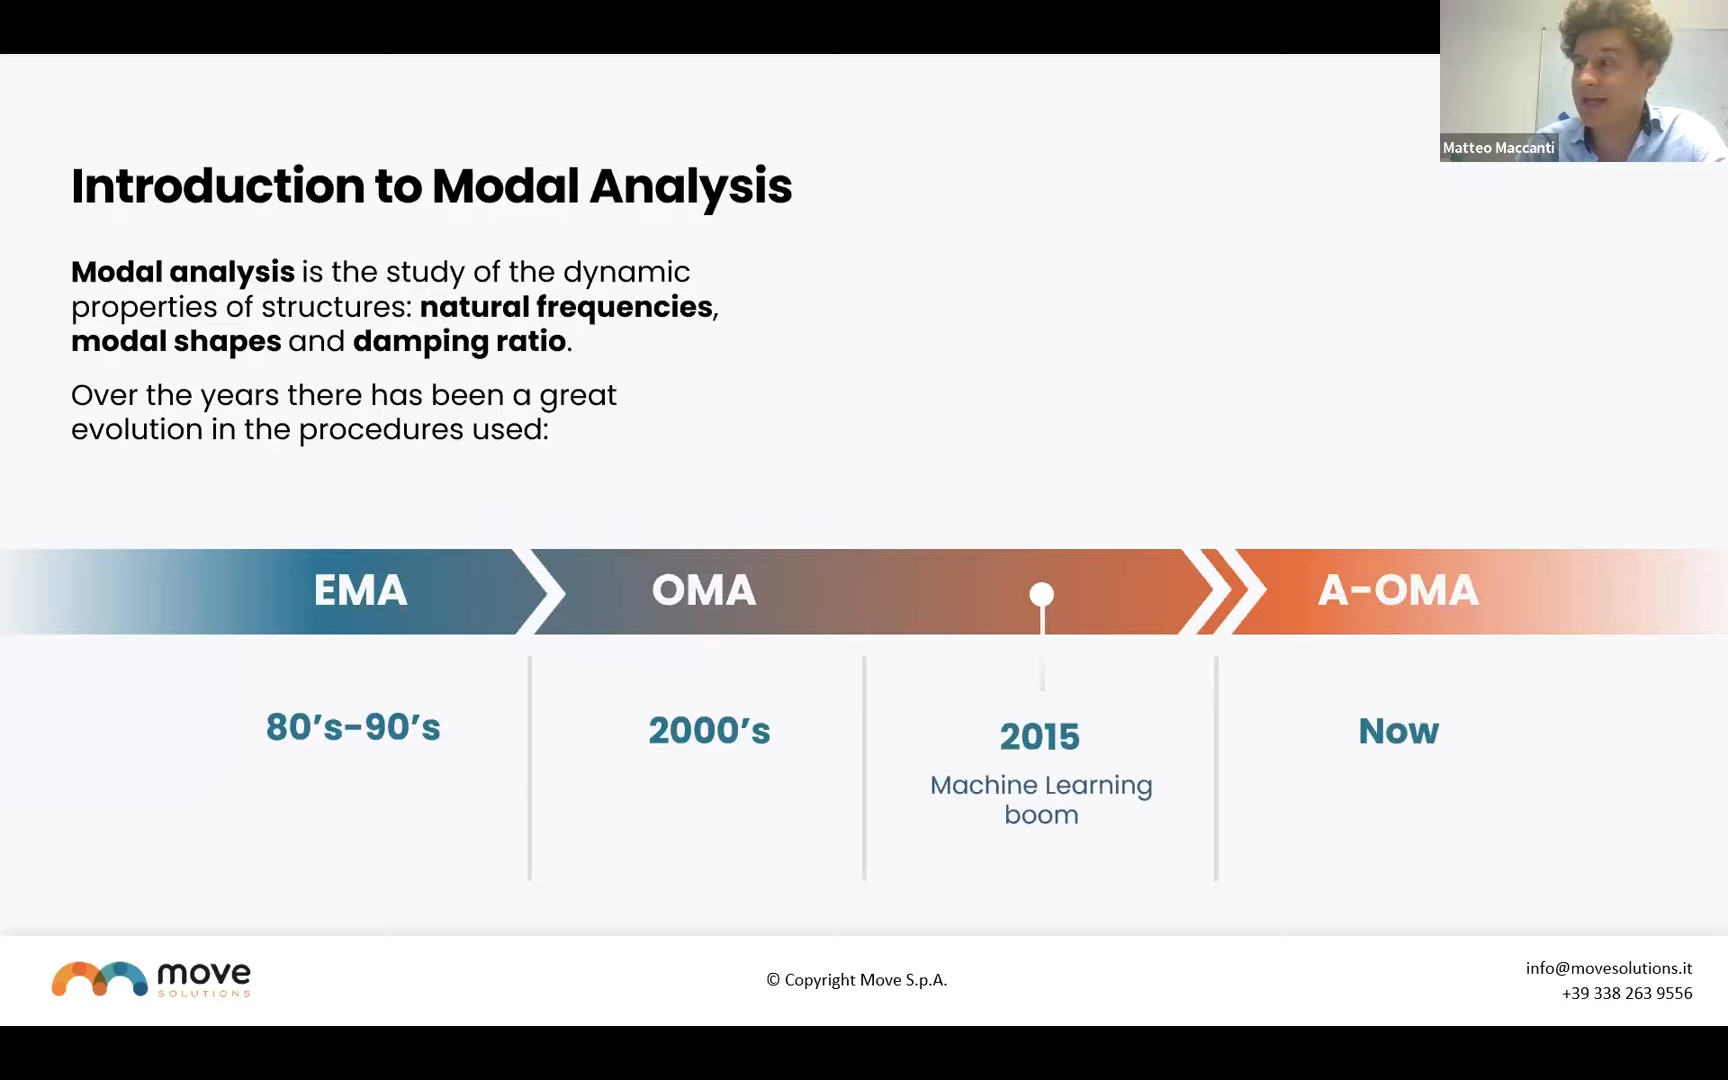 Matteo Maccanti
Introduction to Modal Analysis
Modal analysis is the study of the dynamic
properties of structures: natural frequencies,
modal shapes and damping ratio.
Over the years there has been a great
evolution in the procedures used:
EMA
OMA
A-OMA
80’s-90’s
2000’s
2015
Machine Learning
boom
Now
move
SOLUTIONS
© Copyright Move S.p.A.
info@movesolutions.it
+39 338 263 9556